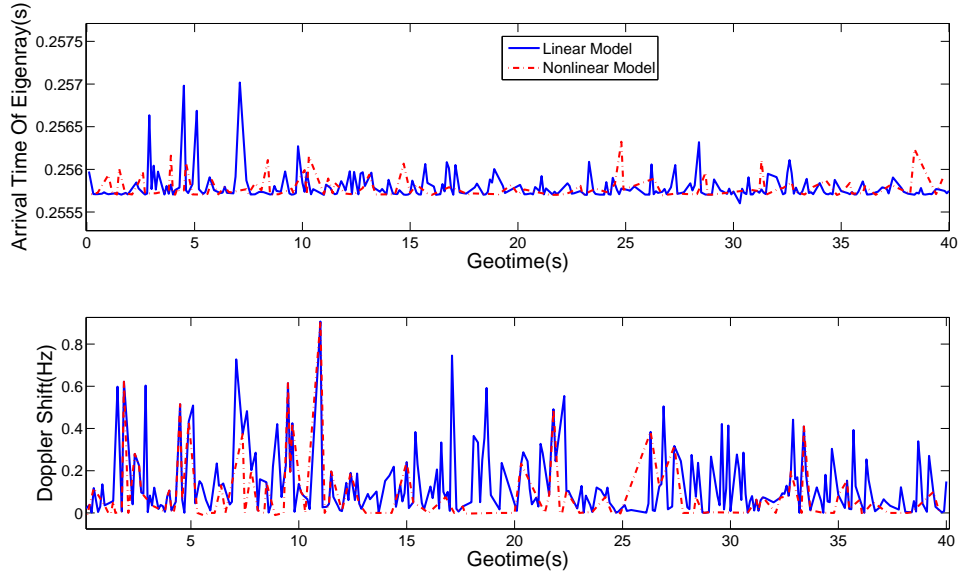 Arrival Time Of Eigenray(s)
0.2575
0.257
0.2565
0.256
0.2555
Linear Model
Nonlinear Model
0 5 10 15 20 25 30 35 40
Geotime(s)
Doppler Shift(Hz)
0.8
0.6
0.4
0.2
0
5 10 15 20 25 30 35 40
Geotime(s)